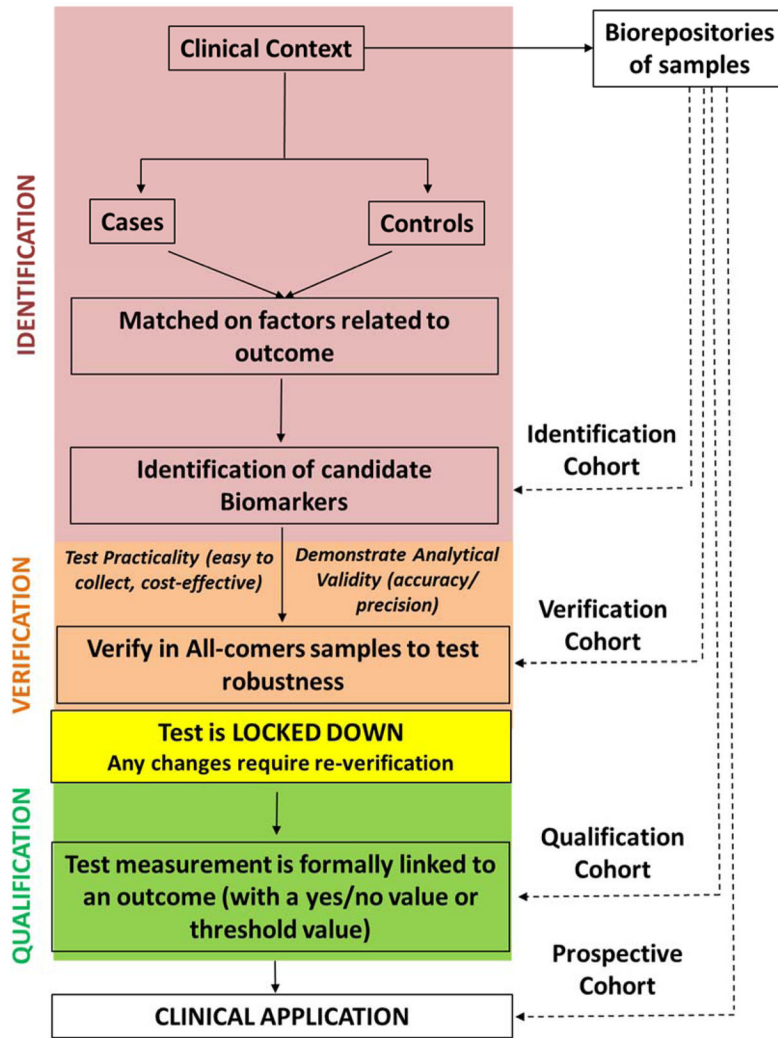 Clinical Context
Biorepositories
of samples
IDENTIFICATION
Cases
Controls
Matched on factors related to
outcome
Identification of candidate
Biomarkers
Identification
Cohort
VERIFICATION
Test Practicality (easy to
collect, cost-effective)
Demonstrate Analytical
Validity (accuracy/
precision)
Verify in All-comers samples to test
robustness
Verification
Cohort
Test is LOCKED DOWN
Any changes require re-verification
QUALIFICATION
Test measurement is formally linked to
an outcome (with a yes/no value or
threshold value)
Qualification
Cohort
Prospective
Cohort
CLINICAL APPLICATION